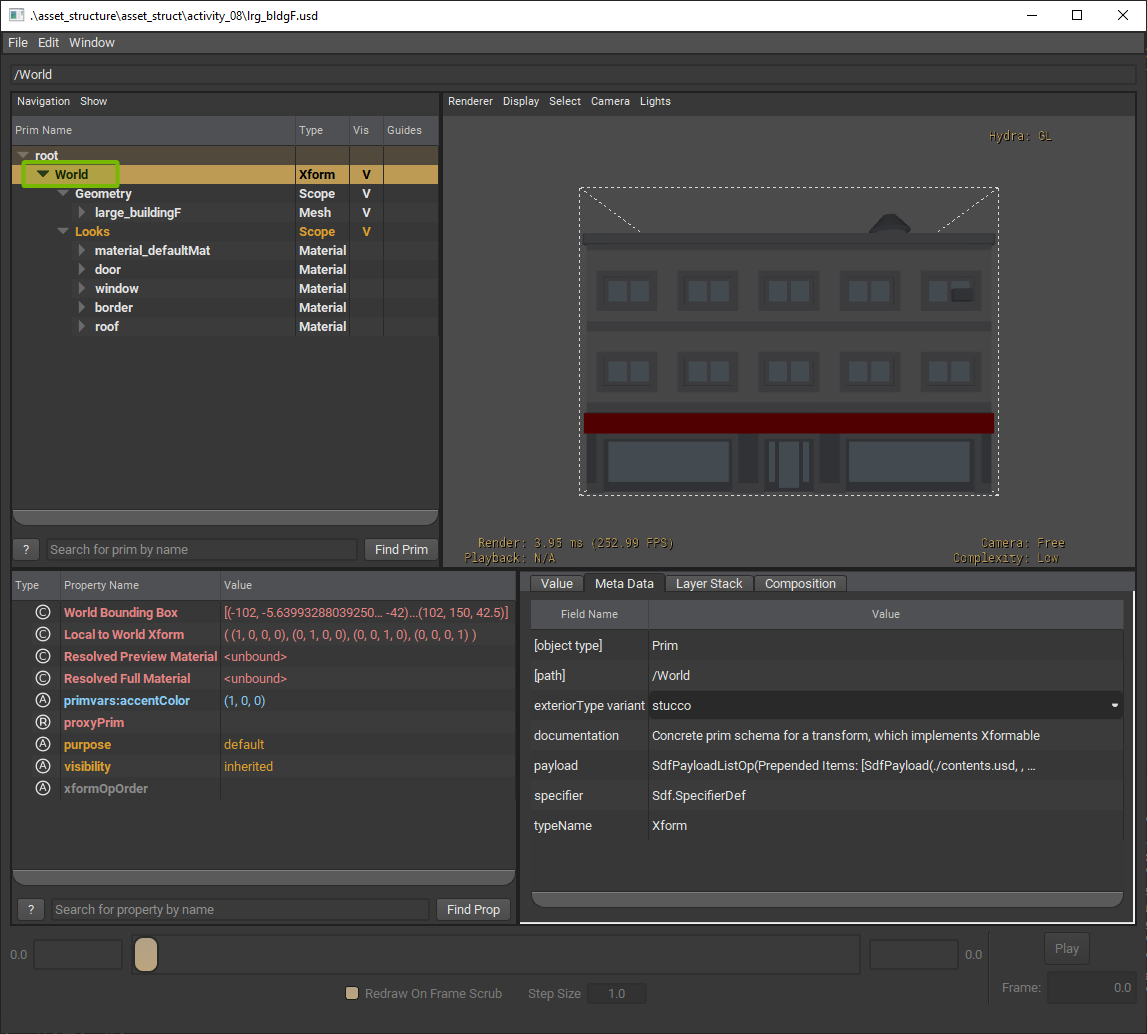 .\asset_structure\asset_struct\activity_08\lrg_bldgF.usd
File Edit Window
/World
Navigation Show
Prim Name Type Vis Guides
root
World Xform V
Geometry Scope V
large_buildingF Mesh V
Looks Scope V
material_defaultMat Material
door Material
window Material
border Material
roof Material
? Search for prim by name Find Prim
Renderer Display Select Camera Lights
Hydra: GL
Render: 3.95 ms (252.99 FPS)
Playback: N/A
Camera: Free
Complexity: Low
Type Property Name Value
C World Bounding Box [(-102, -5.63993288039250... -42)...(102, 150, 42.5)]
C Local to World Xform ( (1, 0, 0, 0), (0, 1, 0, 0), (0, 0, 1, 0), (0, 0, 0, 1) )
C Resolved Preview Material <unbound>
C Resolved Full Material <unbound>
A primvars:accentColor (1, 0, 0)
R proxyPrim
A purpose default
A visibility inherited
A xformOpOrder
? Search for property by name Find Prop
Value Meta Data Layer Stack Composition
Field Name Value
[object type] Prim
[path] /World
exteriorType variant stucco
documentation Concrete prim schema for a transform, which implements Xformable
payload SdfPayloadListOp(Prepended Items: [SdfPayload(./contents.usd, , ...
specifier Sdf.SpecifierDef
typeName Xform
0.0 0.0 Play
Redraw On Frame Scrub Step Size 1.0 Frame: 0.0